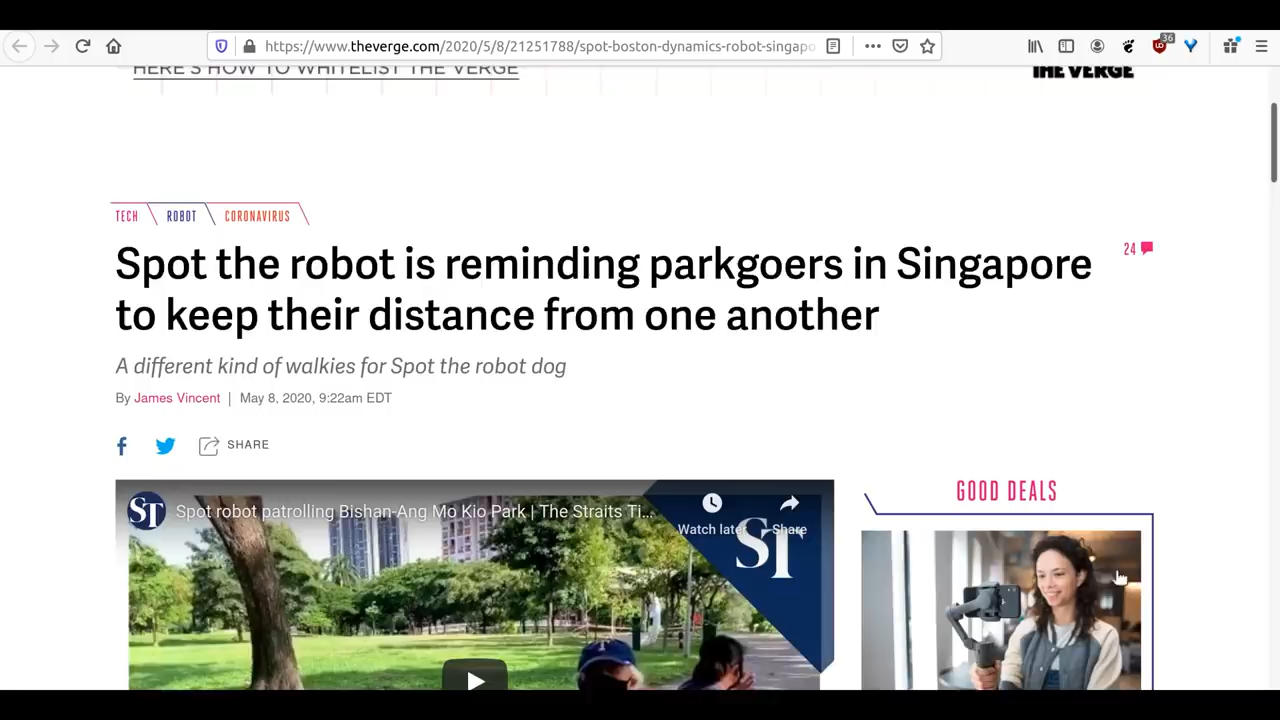 https://www.theverge.com/2020/5/8/21251788/spot-boston-dynamics-robot-singapo
36
HERE'S HOW TO WHITELIST THE VERGE
THE VERGE
TECH
ROBOT
CORONAVIRUS
Spot the robot is reminding parkgoers in Singapore
to keep their distance from one another
24
A different kind of walkies for Spot the robot dog
By James Vincent | May 8, 2020, 9:22am EDT
SHARE
GOOD DEALS
ST
Spot robot patrolling Bishan-Ang Mo Kio Park | The Straits Ti...
Watch later
Share
ST